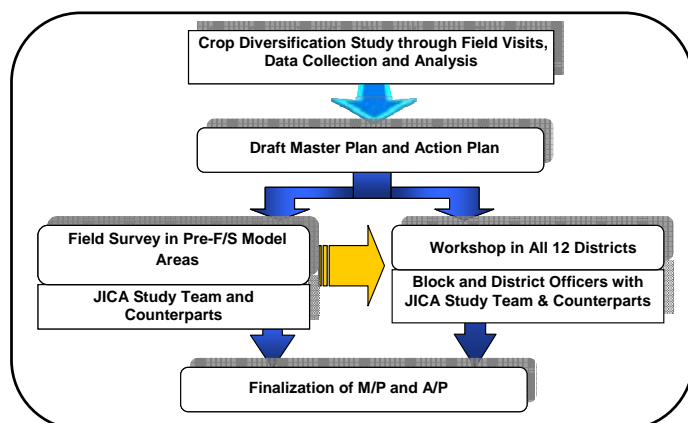 Crop Diversification Study through Field Visits,
Data Collection and Analysis
Draft Master Plan and Action Plan
Field Survey in Pre-F/S Model
Areas
JICA Study Team and
Counterparts
Workshop in All 12 Districts
Block and District Officers with
JICA Study Team & Counterparts
Finalization of M/P and A/P